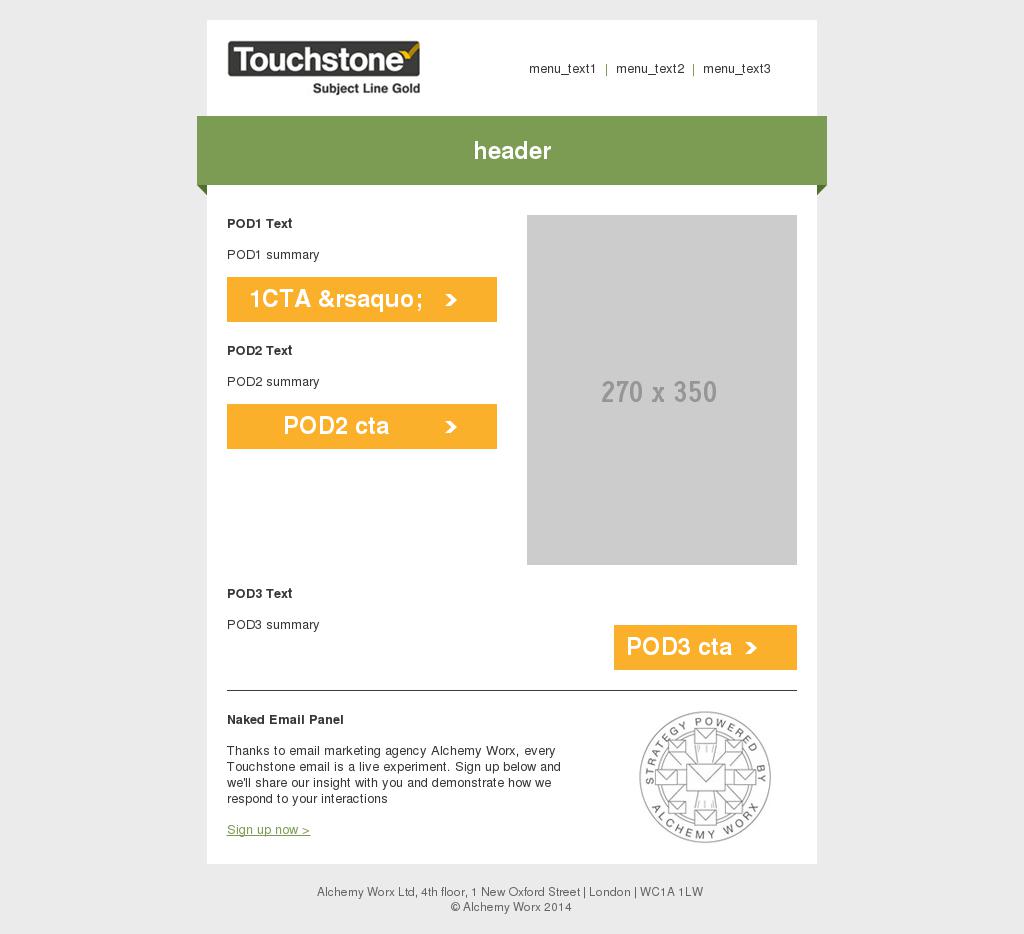 Touchstone
Subject Line Gold
menu_text1 | menu_text2 | menu_text3
header
POD1 Text
POD1 summary
1CTA &rsaquo; ›
POD2 Text
POD2 summary
POD2 cta ›
270 x 350
POD3 Text
POD3 summary
POD3 cta ›
Naked Email Panel
Thanks to email marketing agency Alchemy Worx, every
Touchstone email is a live experiment. Sign up below and
we'll share our insight with you and demonstrate how we
respond to your interactions
Sign up now >
STRATEGY POWERED BY
ALCHEMY WORX
Alchemy Worx Ltd, 4th floor, 1 New Oxford Street | London | WC1A 1LW
© Alchemy Worx 2014